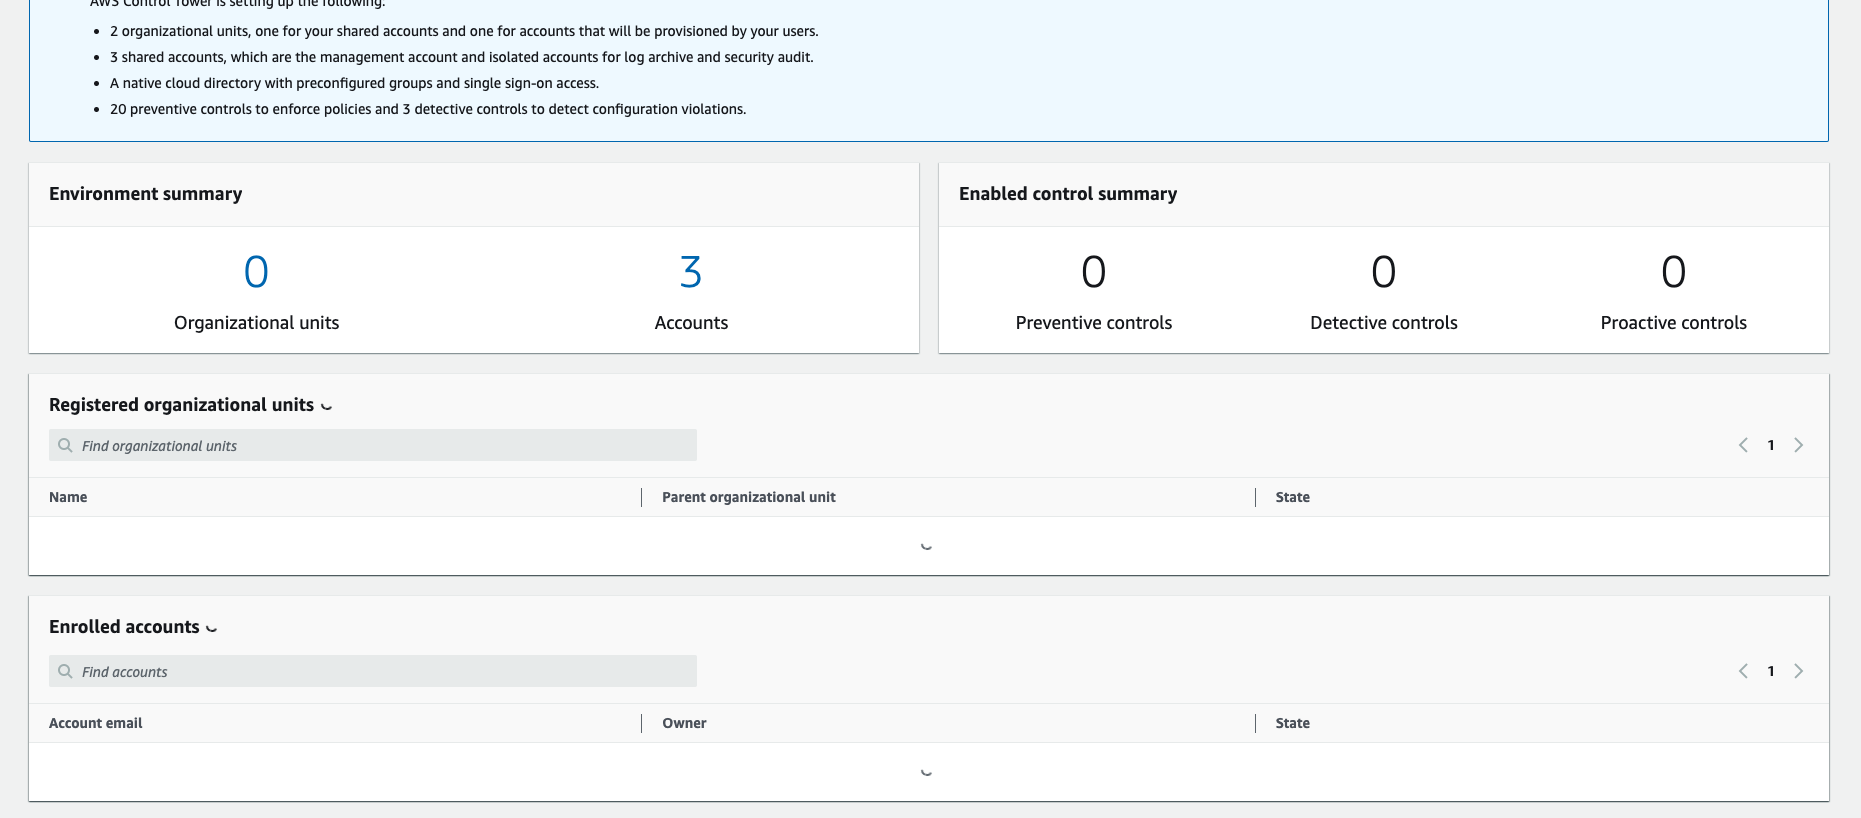 AWS Control Tower is setting up the following:
2 organizational units, one for your shared accounts and one for accounts that will be provisioned by your users.
3 shared accounts, which are the management account and isolated accounts for log archive and security audit.
A native cloud directory with preconfigured groups and single sign-on access.
20 preventive controls to enforce policies and 3 detective controls to detect configuration violations.
Environment summary
0
Organizational units
3
Accounts
Enabled control summary
0
Preventive controls
0
Detective controls
0
Proactive controls
Registered organizational units
Find organizational units
1
Name
Parent organizational unit
State
Enrolled accounts
Find accounts
1
Account email
Owner
State